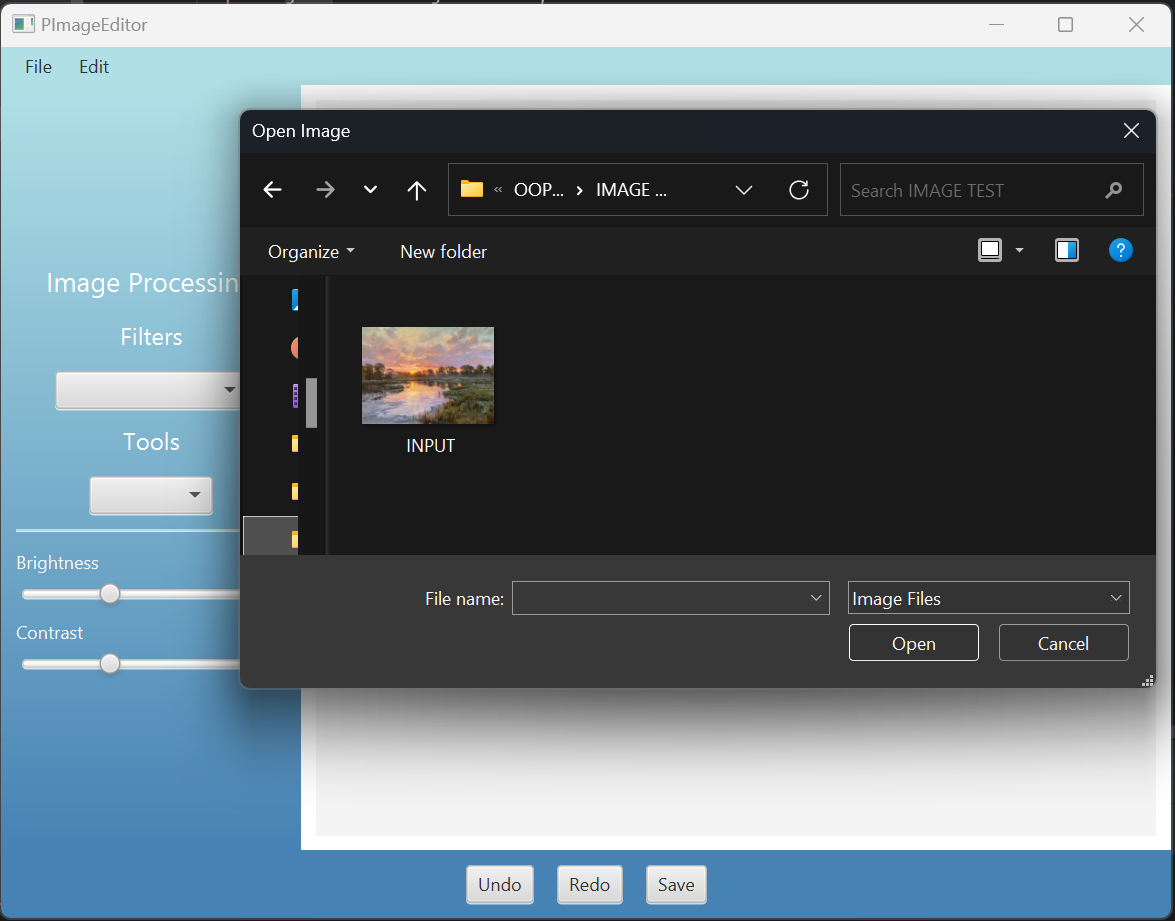 PImageEditor
File Edit
Open Image
« OOP... › IMAGE ...
Search IMAGE TEST
Organize
New folder
?
Image Processin
Filters
INPUT
Tools
Brightness
File name:
Image Files
Contrast
Open
Cancel
Undo
Redo
Save